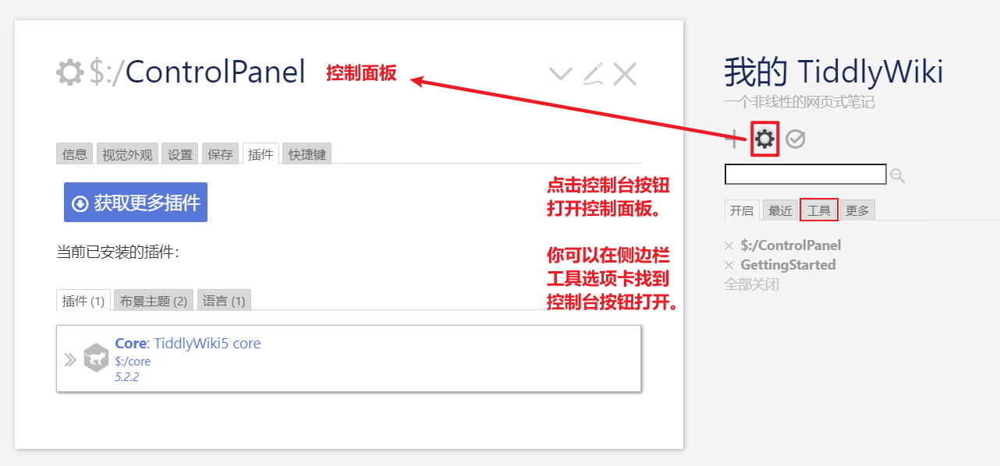 $:/ControlPanel
控制面板
信息 视觉外观 设置 保存 插件 快捷键
获取更多插件
当前已安装的插件：
插件 (1) 布景主题 (2) 语言 (1)
Core: TiddlyWiki5 core
$:/core
5.2.2
点击控制台按钮
打开控制面板。
你可以在侧边栏
工具选项卡找到
控制台按钮打开。
我的 TiddlyWiki
一个非线性的网页式笔记
开启 最近 工具 更多
$:/ControlPanel
GettingStarted
全部关闭